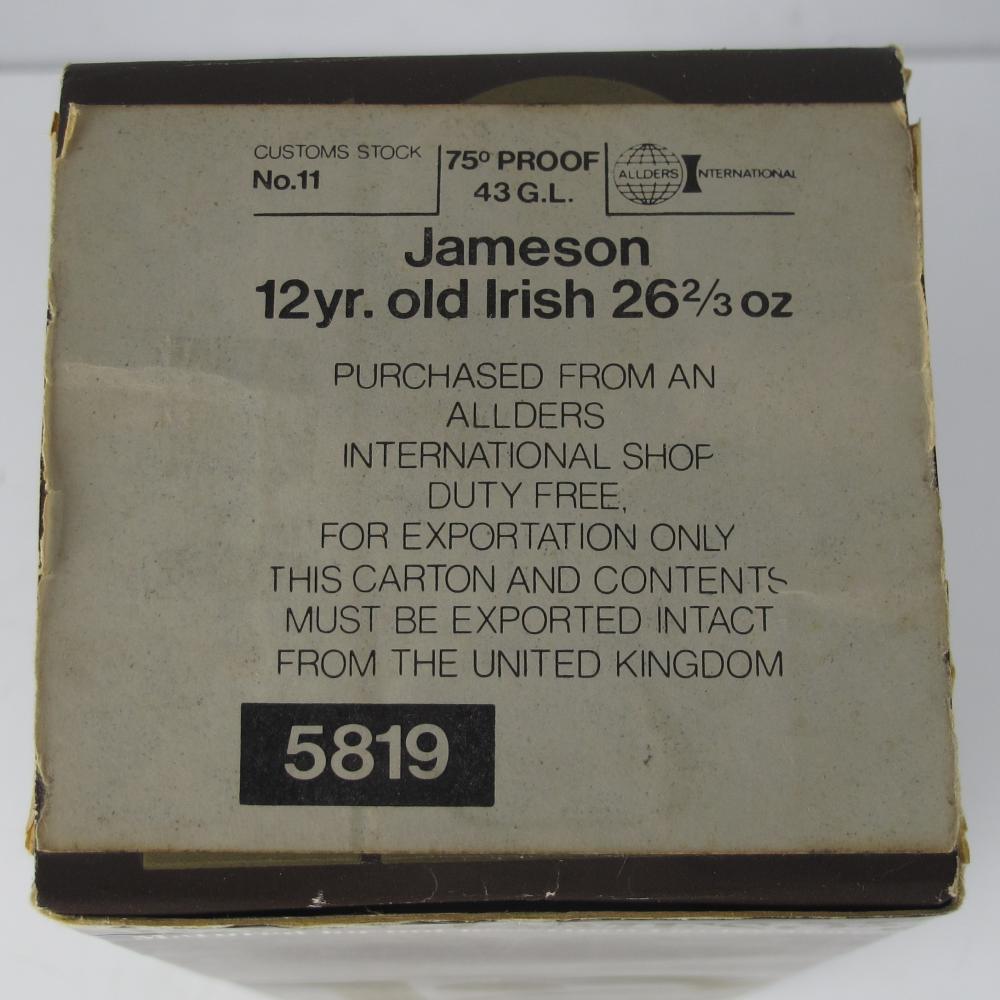 CUSTOMS STOCK
No.11
75º PROOF
43 G.L.
ALLDERS INTERNATIONAL
Jameson
12yr. old Irish 26⅔ oz
PURCHASED FROM AN
ALLDERS
INTERNATIONAL SHOP
DUTY FREE,
FOR EXPORTATION ONLY
THIS CARTON AND CONTENTS
MUST BE EXPORTED INTACT
FROM THE UNITED KINGDOM
5819